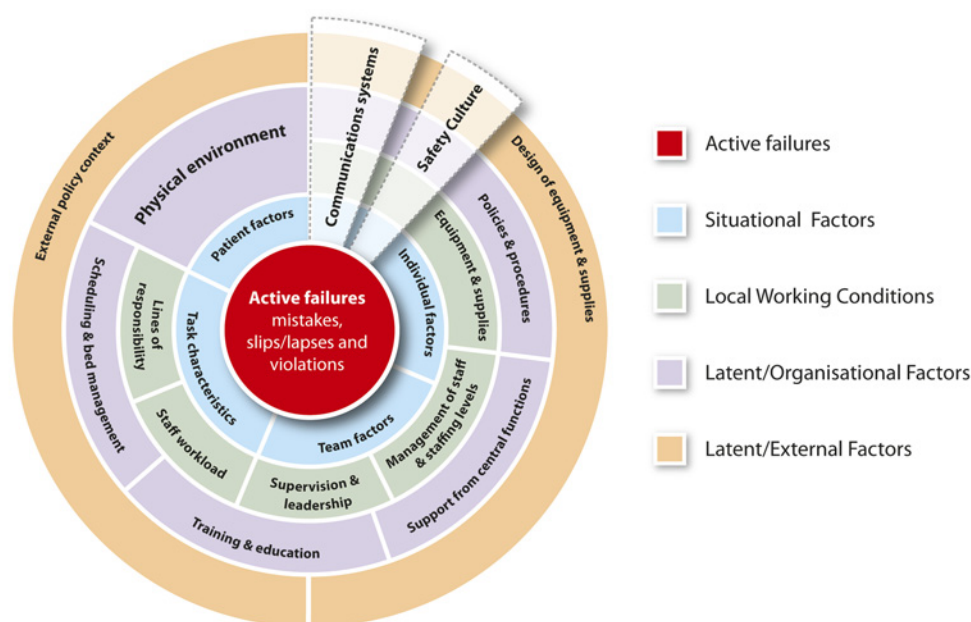 Communications systems
Safety Culture
External policy context
Design of equipment & supplies
Physical environment
Policies & procedures
Scheduling & bed management
Training & education
Support from central functions
Lines of
responsibility
Staff workload
Supervision &
leadership
Management of staff
& staffing levels
Equipment & supplies
Patient factors
Individual factors
Task characteristics
Team factors
Active failures
mistakes,
slips/lapses and
violations
Active failures
Situational Factors
Local Working Conditions
Latent/Organisational Factors
Latent/External Factors